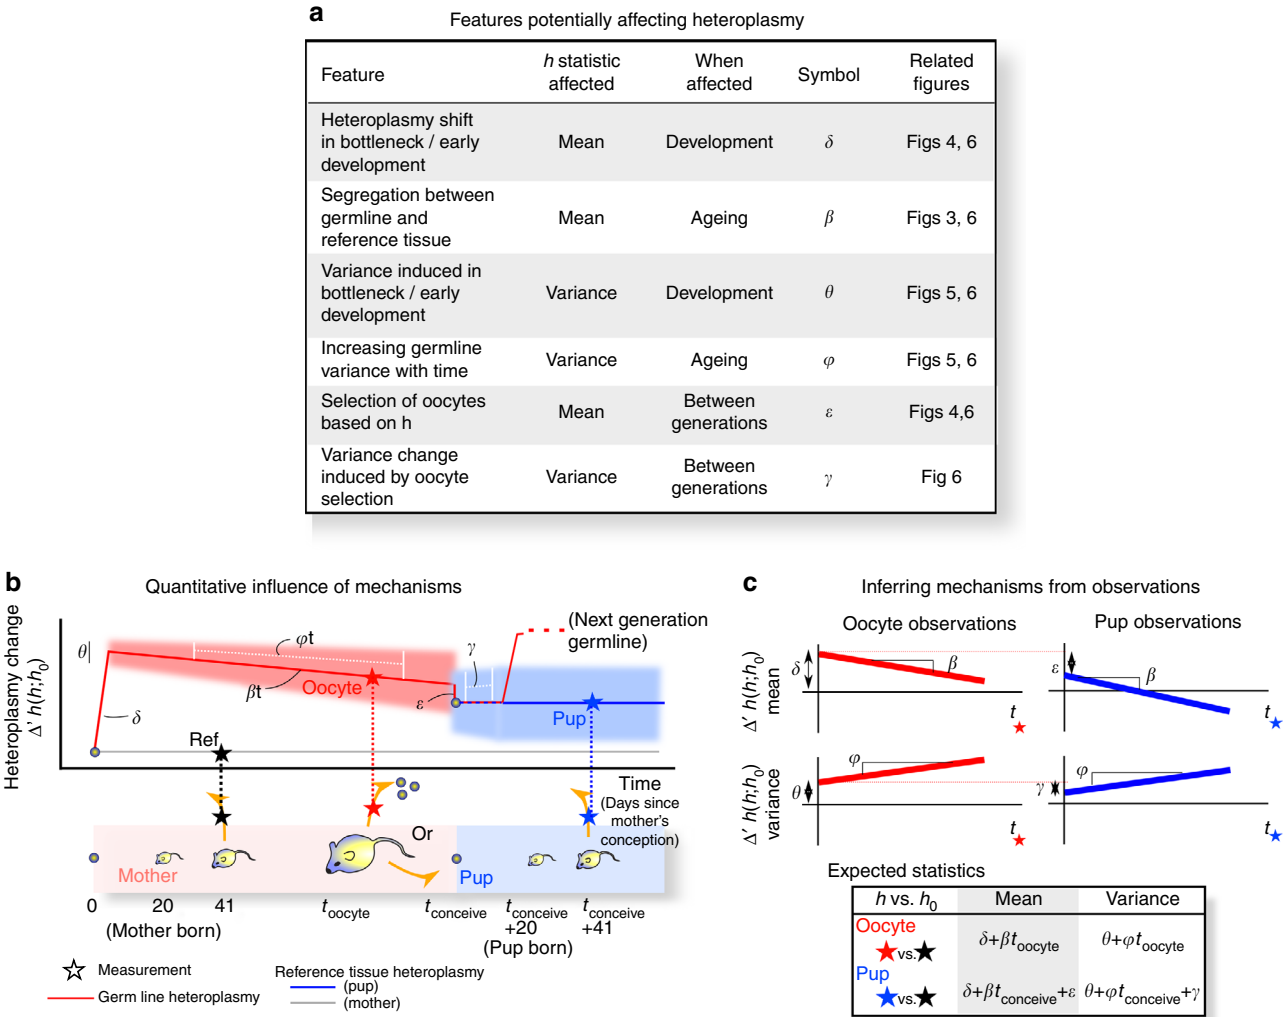 a
Features potentially affecting heteroplasmy
Feature
h statistic affected
When affected
Symbol
Related figures
Heteroplasmy shift
in bottleneck / early
development
Mean
Development
δ
Figs 4, 6
Segregation between
germline and
reference tissue
Mean
Ageing
β
Figs 3, 6
Variance induced in
bottleneck / early
development
Variance
Development
θ
Figs 5, 6
Increasing germline
variance with time
Variance
Ageing
φ
Figs 5, 6
Selection of oocytes
based on h
Mean
Between
generations
ε
Figs 4,6
Variance change
induced by oocyte
selection
Variance
Between
generations
γ
Fig 6
b
Quantitative influence of mechanisms
Heteroplasmy change
Δ′ h(h;h0)
θ
φt
βt
δ
Oocyte
γ
ε
(Next generation
germline)
Pup
Ref
Time
(Days since
mother's
conception)
Or
Mother
Pup
0
20
41
toocyte
tconceive
tconceive
+20
tconceive
+41
(Mother born)
(Pup born)
Measurement
Germ line heteroplasmy
Reference tissue heteroplasmy
(pup)
(mother)
c
Inferring mechanisms from observations
Oocyte observations
Pup observations
Δ′ h(h;h0)
mean
δ
β
t
ε
β
t
Δ′ h(h;h0)
variance
θ
φ
t
γ
φ
t
Expected statistics
h vs. h0
Mean
Variance
Oocyte
vs.
δ+βtoocyte
θ+φtoocyte
Pup
vs.
δ+βtconceive+ε
θ+φtconceive+γ